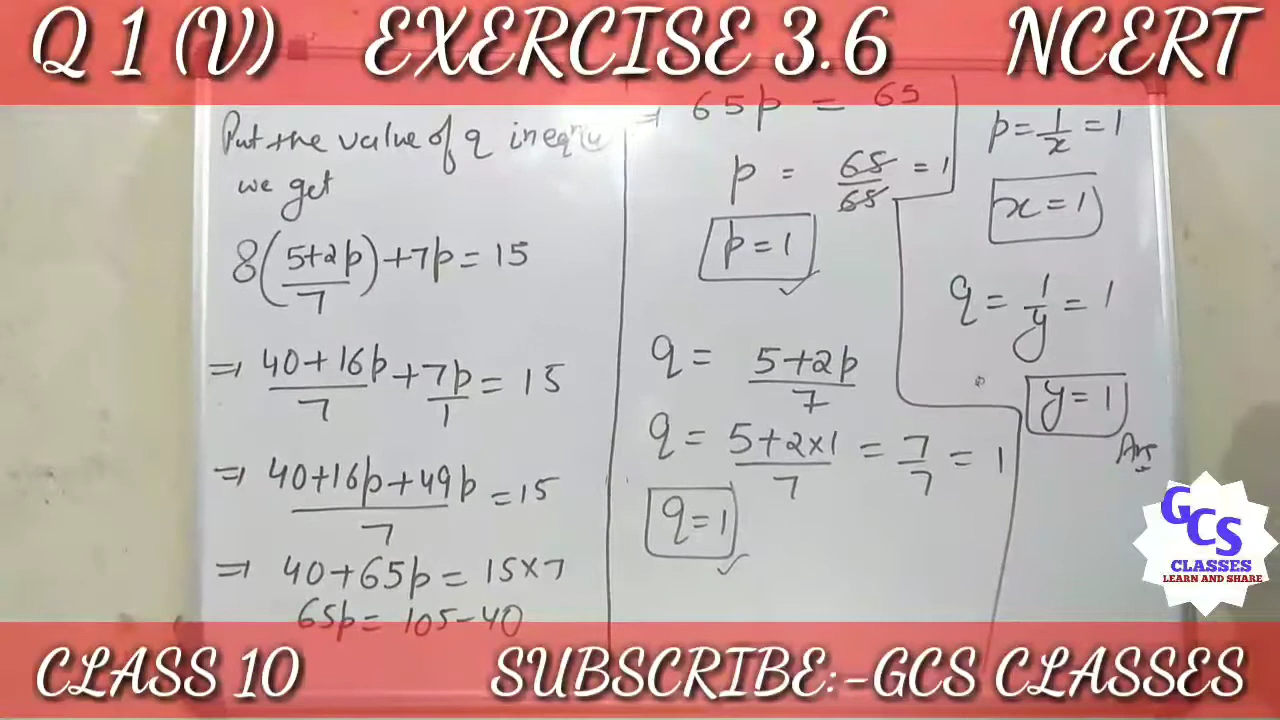 Q 1 (V) EXERCISE 3.6 NCERT
Put the value of q in eqn
we get
8(5+2p/7)+7p=15
⇒ 40+16p/7 + 7p/1 = 15
⇒ 40+16p+49p/7 = 15
⇒ 40+65p = 15×7
65p = 105-40
⇒ 65p = 65
p = 65/65 = 1
p=1
q = 5+2p/7
q = 5+2×1/7 = 7/7 = 1
q=1
p=1/x=1
x=1
q=1/y=1
y=1
Ans
GCS
CLASSES
LEARN AND SHARE
CLASS 10 SUBSCRIBE:-GCS CLASSES